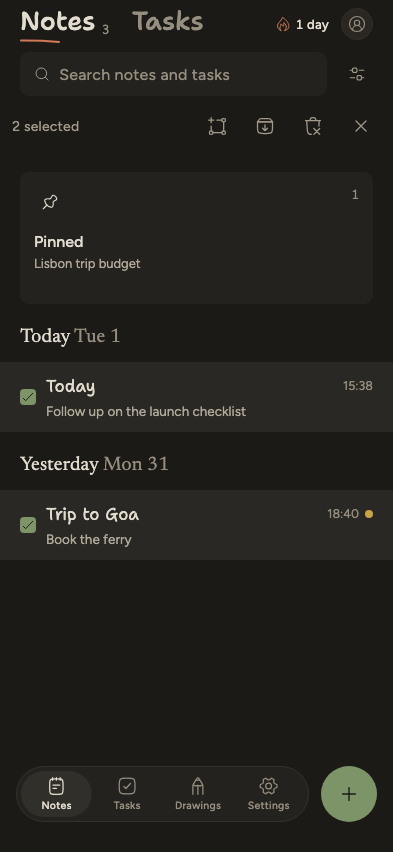 Notes 3 Tasks 1 day
Search notes and tasks
2 selected
1
Pinned
Lisbon trip budget
Today Tue 1
Today 15:38
Follow up on the launch checklist
Yesterday Mon 31
Trip to Goa 18:40
Book the ferry
Notes Tasks Drawings Settings